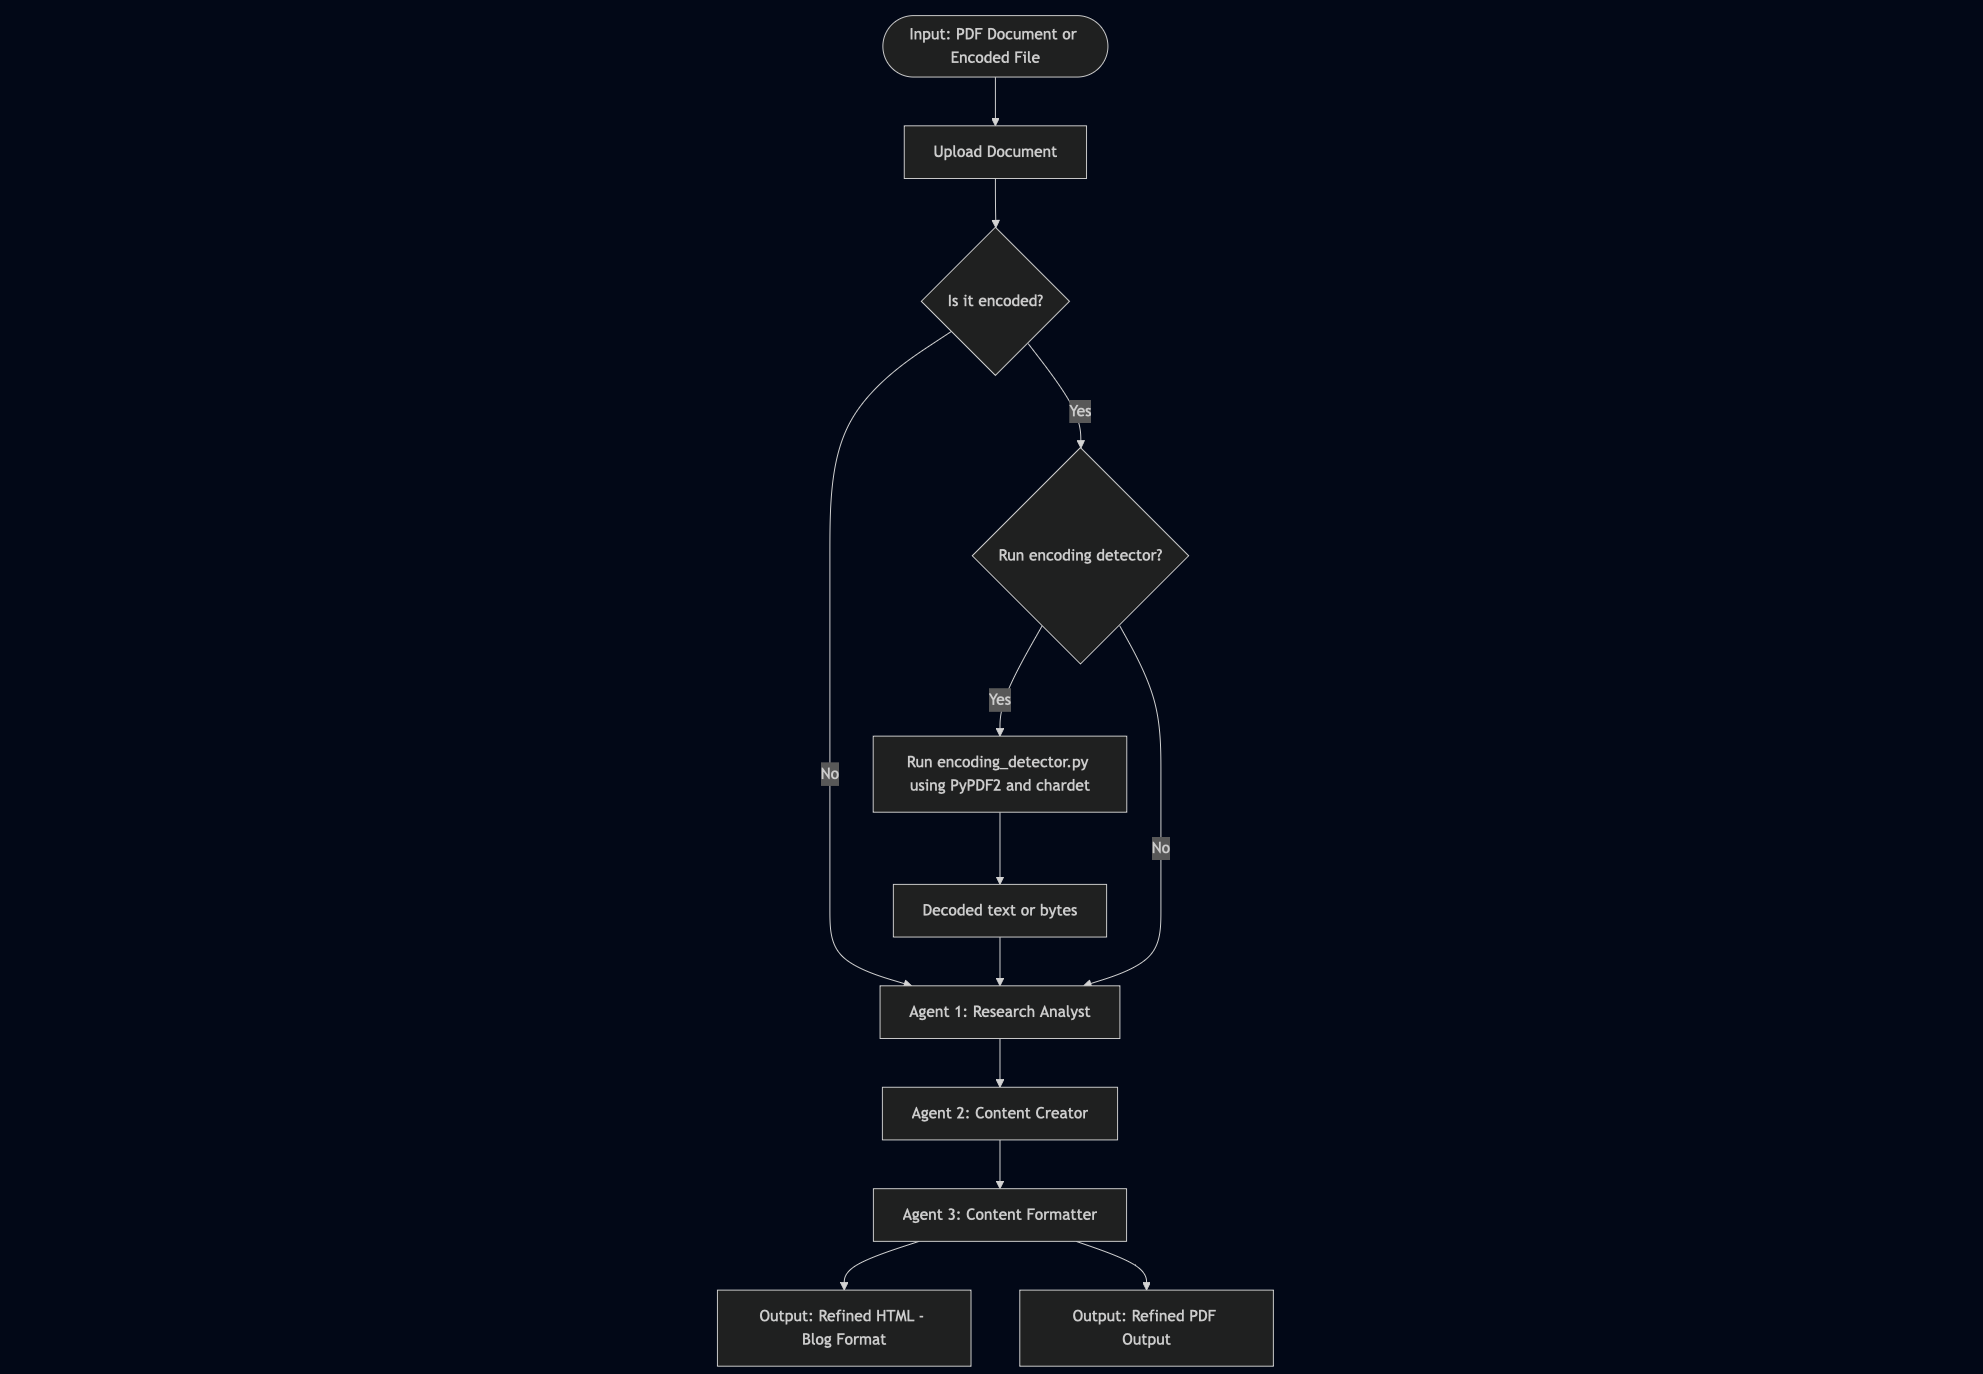 Input: PDF Document or
Encoded File
Upload Document
Is it encoded?
Yes
Run encoding detector?
Yes
Run encoding_detector.py
using PyPDF2 and chardet
No
No
Decoded text or bytes
Agent 1: Research Analyst
Agent 2: Content Creator
Agent 3: Content Formatter
Output: Refined HTML -
Blog Format
Output: Refined PDF
Output